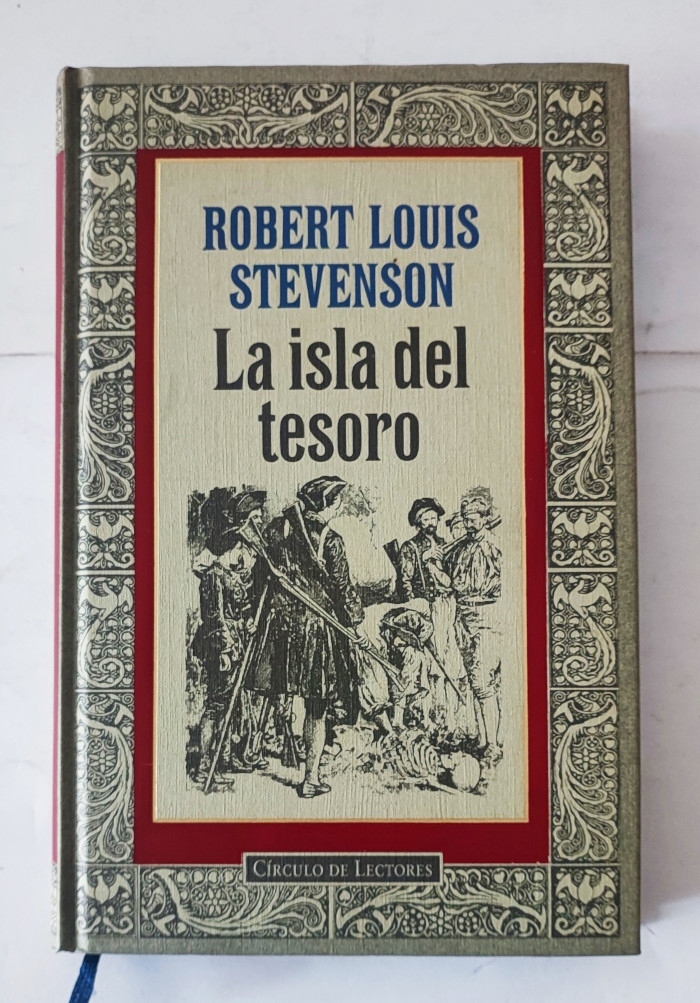 ROBERT LOUIS
STEVENSON
La isla del
tesoro
CÍRCULO DE LECTORES